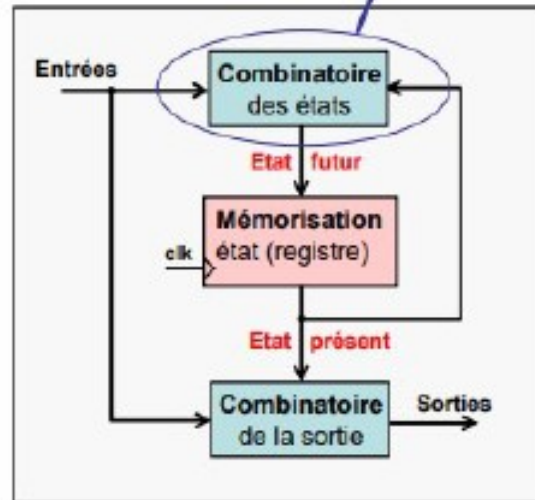 Entrées
Combinatoire
des états
Etat futur
Mémorisation
état (registre)
clk
Etat présent
Combinatoire
de la sortie
Sorties